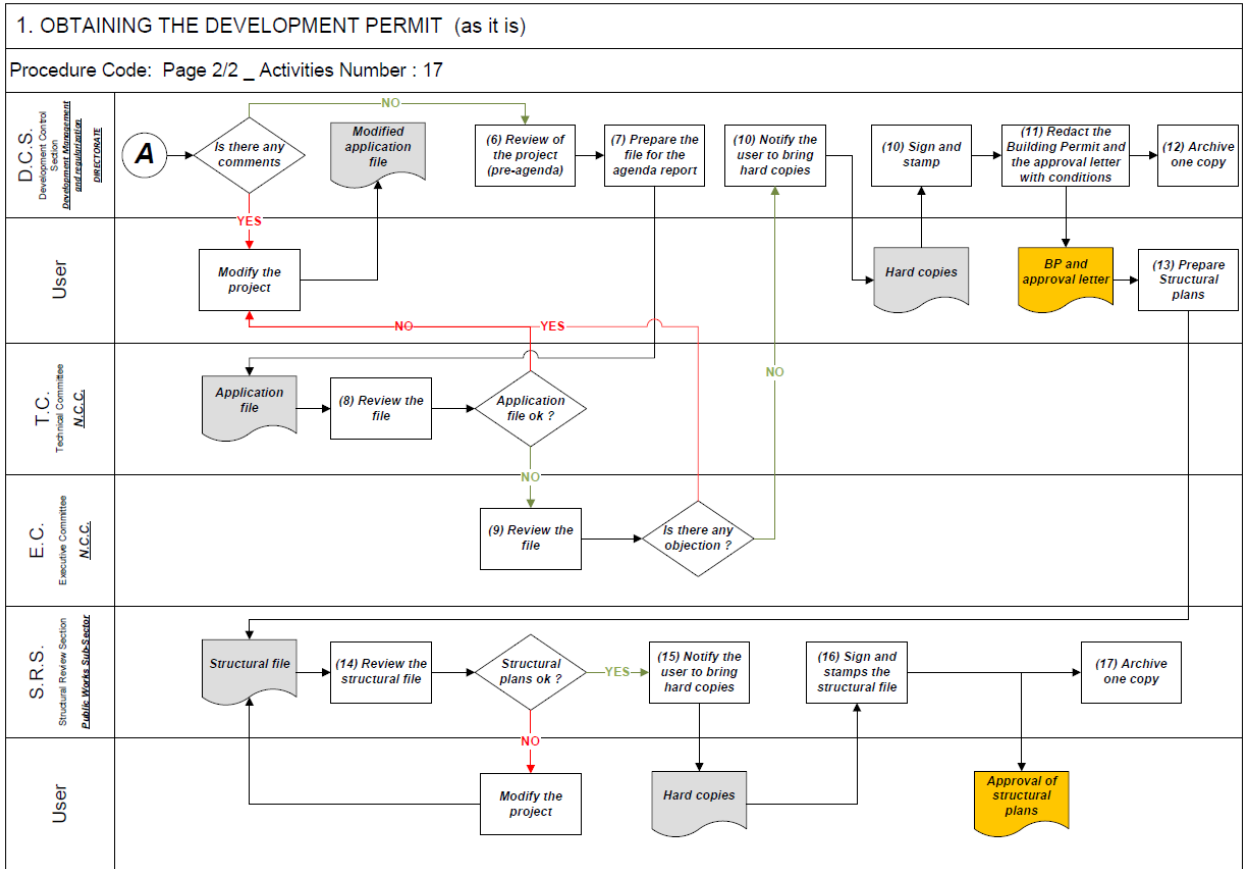 1. OBTAINING THE DEVELOPMENT PERMIT (as it is)
Procedure Code: Page 2/2 _ Activities Number : 17
D.C.S.
Development Control
Section
Development Management
and regularization
DIRECTORATE
A
Is there any
comments
NO
YES
Modified
application
file
(6) Review of
the project
(pre-agenda)
(7) Prepare the
file for the
agenda report
(10) Notify the
user to bring
hard copies
(10) Sign and
stamp
(11) Redact the
Building Permit and
the approval letter
with conditions
(12) Archive
one copy
User
Modify the
project
Hard copies
BP and
approval letter
(13) Prepare
Structural
plans
NO
YES
T.C.
Technical Committee
N.C.C.
Application
file
(8) Review the
file
Application
file ok ?
NO
NO
E.C.
Executive Committee
N.C.C.
(9) Review the
file
Is there any
objection ?
S.R.S.
Structural Review Section
Public Works Sub-Sector
Structural file
(14) Review the
structural file
Structural
plans ok ?
YES
(15) Notify the
user to bring
hard copies
(16) Sign and
stamps the
structural file
(17) Archive
one copy
NO
User
Modify the
project
Hard copies
Approval of
structural
plans